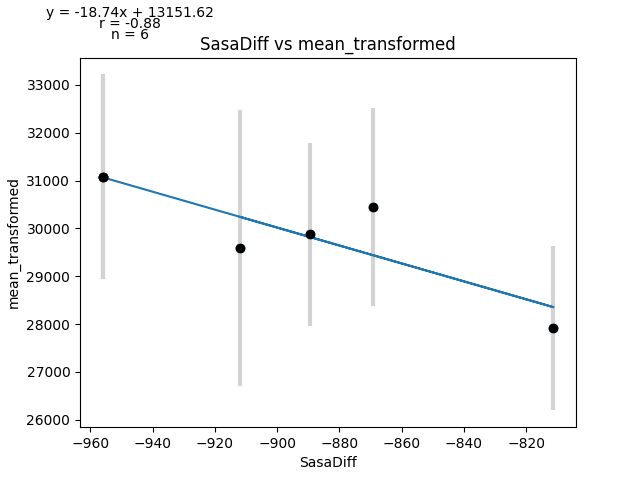 y = -18.74x + 13151.62
r = -0.88
n = 6
SasaDiff vs mean_transformed
33000
32000
31000
30000
29000
28000
27000
26000
mean_transformed
−960 −940 −920 −900 −880 −860 −840 −820
SasaDiff